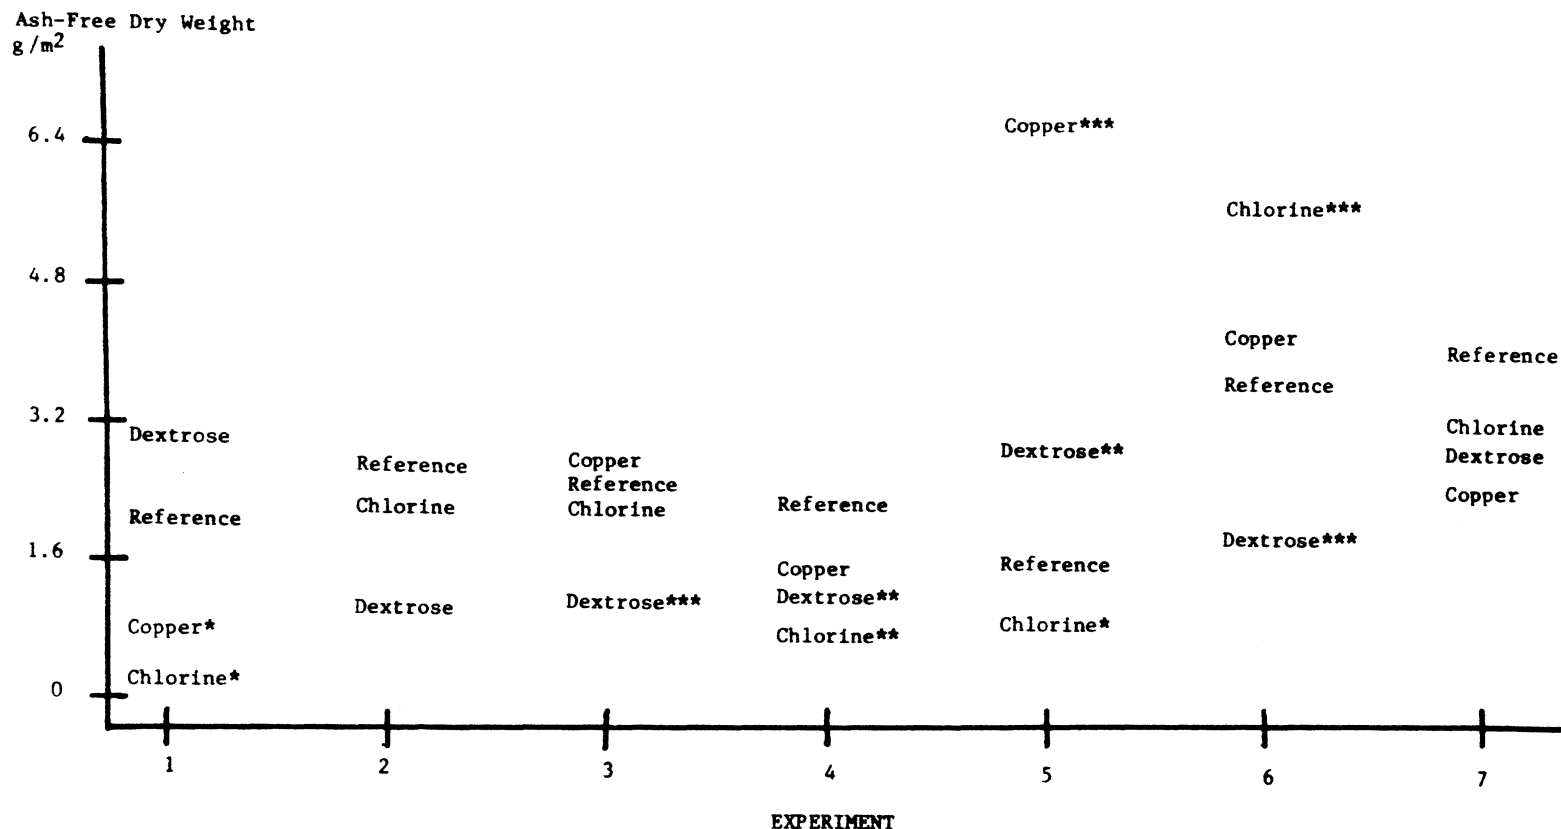 Ash-Free Dry Weight
g/m²
6.4
4.8
3.2
1.6
0
Dextrose
Reference
Copper*
Chlorine*
Reference
Chlorine
Dextrose
Copper
Reference
Chlorine
Dextrose***
Reference
Copper
Dextrose**
Chlorine**
Copper***
Dextrose**
Reference
Chlorine*
Chlorine***
Copper
Reference
Dextrose***
Reference
Chlorine
Dextrose
Copper
1 2 3 4 5 6 7
EXPERIMENT